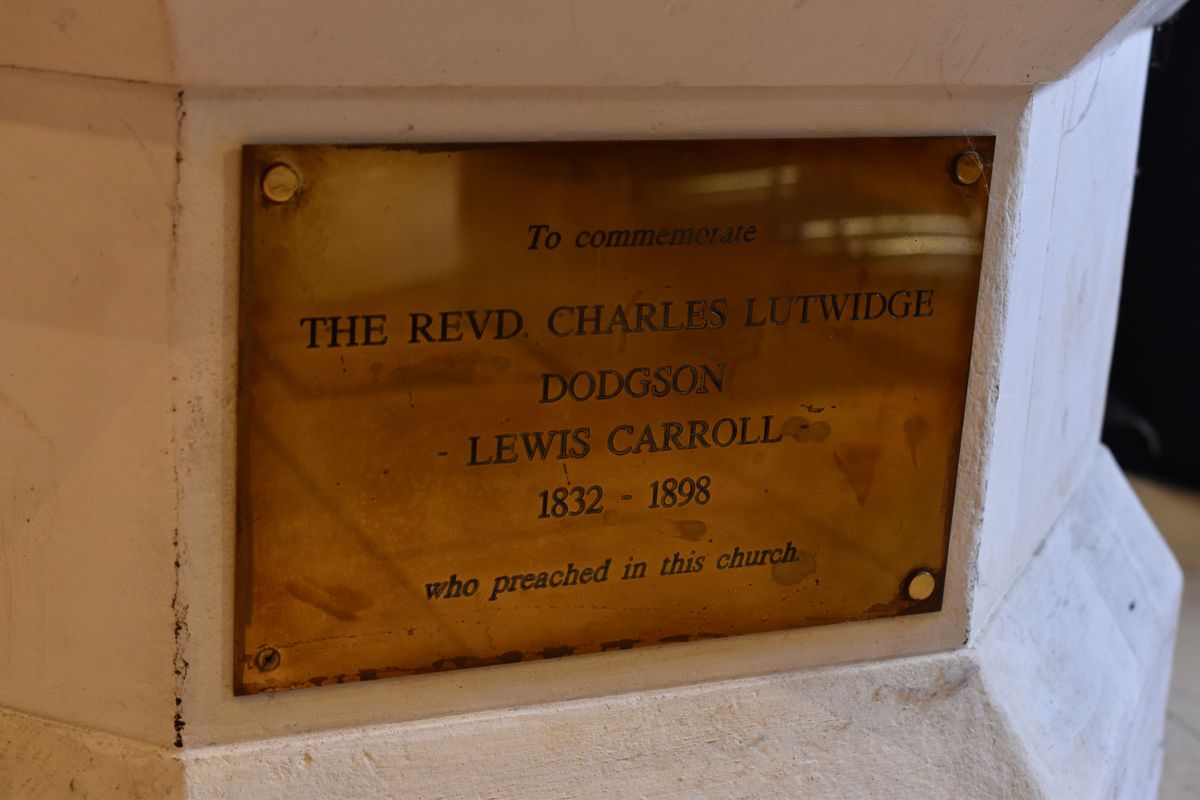 To commemorate
THE REVD. CHARLES LUTWIDGE
DODGSON
- LEWIS CARROLL -
1832 - 1898
who preached in this church.